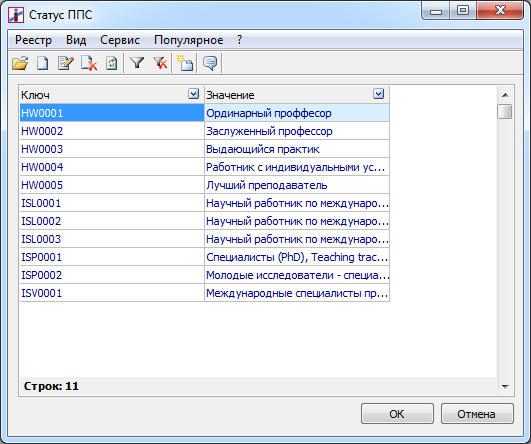 Статус ППС
Реестр Вид Сервис Популярное ?
Ключ Значение
HW0001 Ординарный проффесор
HW0002 Заслуженный профессор
HW0003 Выдающийся практик
HW0004 Работник с индивидуальными ус...
HW0005 Лучший преподаватель
ISL0001 Научный работник по междунаро...
ISL0002 Научный работник по междунаро...
ISL0003 Научный работник по междунаро...
ISP0001 Специалисты (PhD), Teaching trac...
ISP0002 Молодые исследователи - специа...
ISV0001 Международные специалисты пр...
Строк: 11
OK Отмена